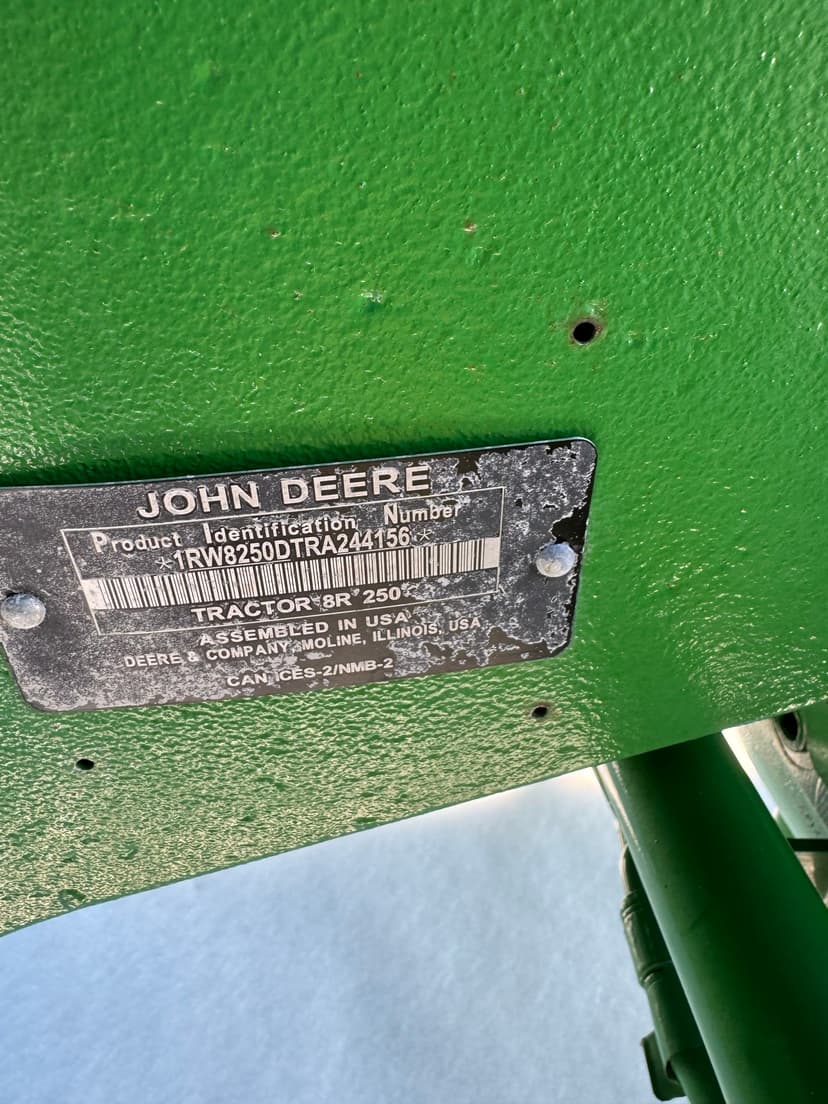 JOHN DEERE
Product Identification Number
*1RW8250DTRA244156*
TRACTOR 8R 250
ASSEMBLED IN USA
DEERE & COMPANY, MOLINE, ILLINOIS, USA
CAN ICES-2/NMB-2